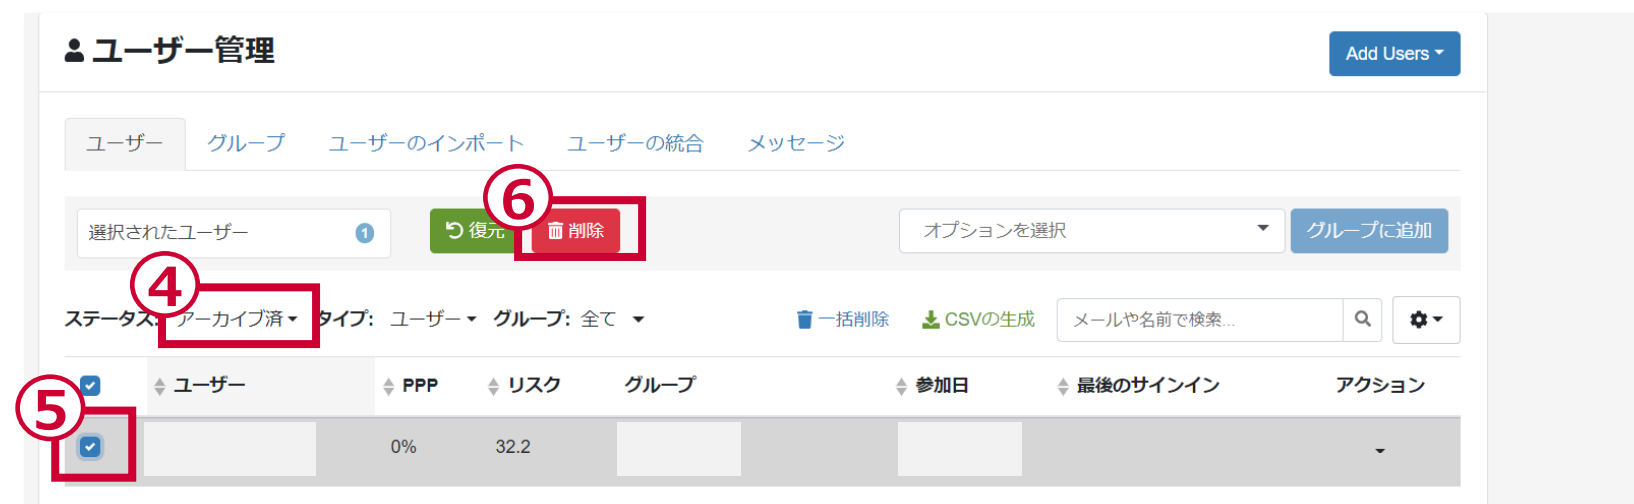 ユーザー管理
Add Users
ユーザー グループ ユーザーのインポート ユーザーの統合 メッセージ
⑥
選択されたユーザー 1 復元 削除 オプションを選択 グループに追加
④
ステータス: アーカイブ済 タイプ: ユーザー グループ: 全て 一括削除 CSVの生成 メールや名前で検索...
ユーザー PPP リスク グループ 参加日 最後のサインイン アクション
⑤
0% 32.2